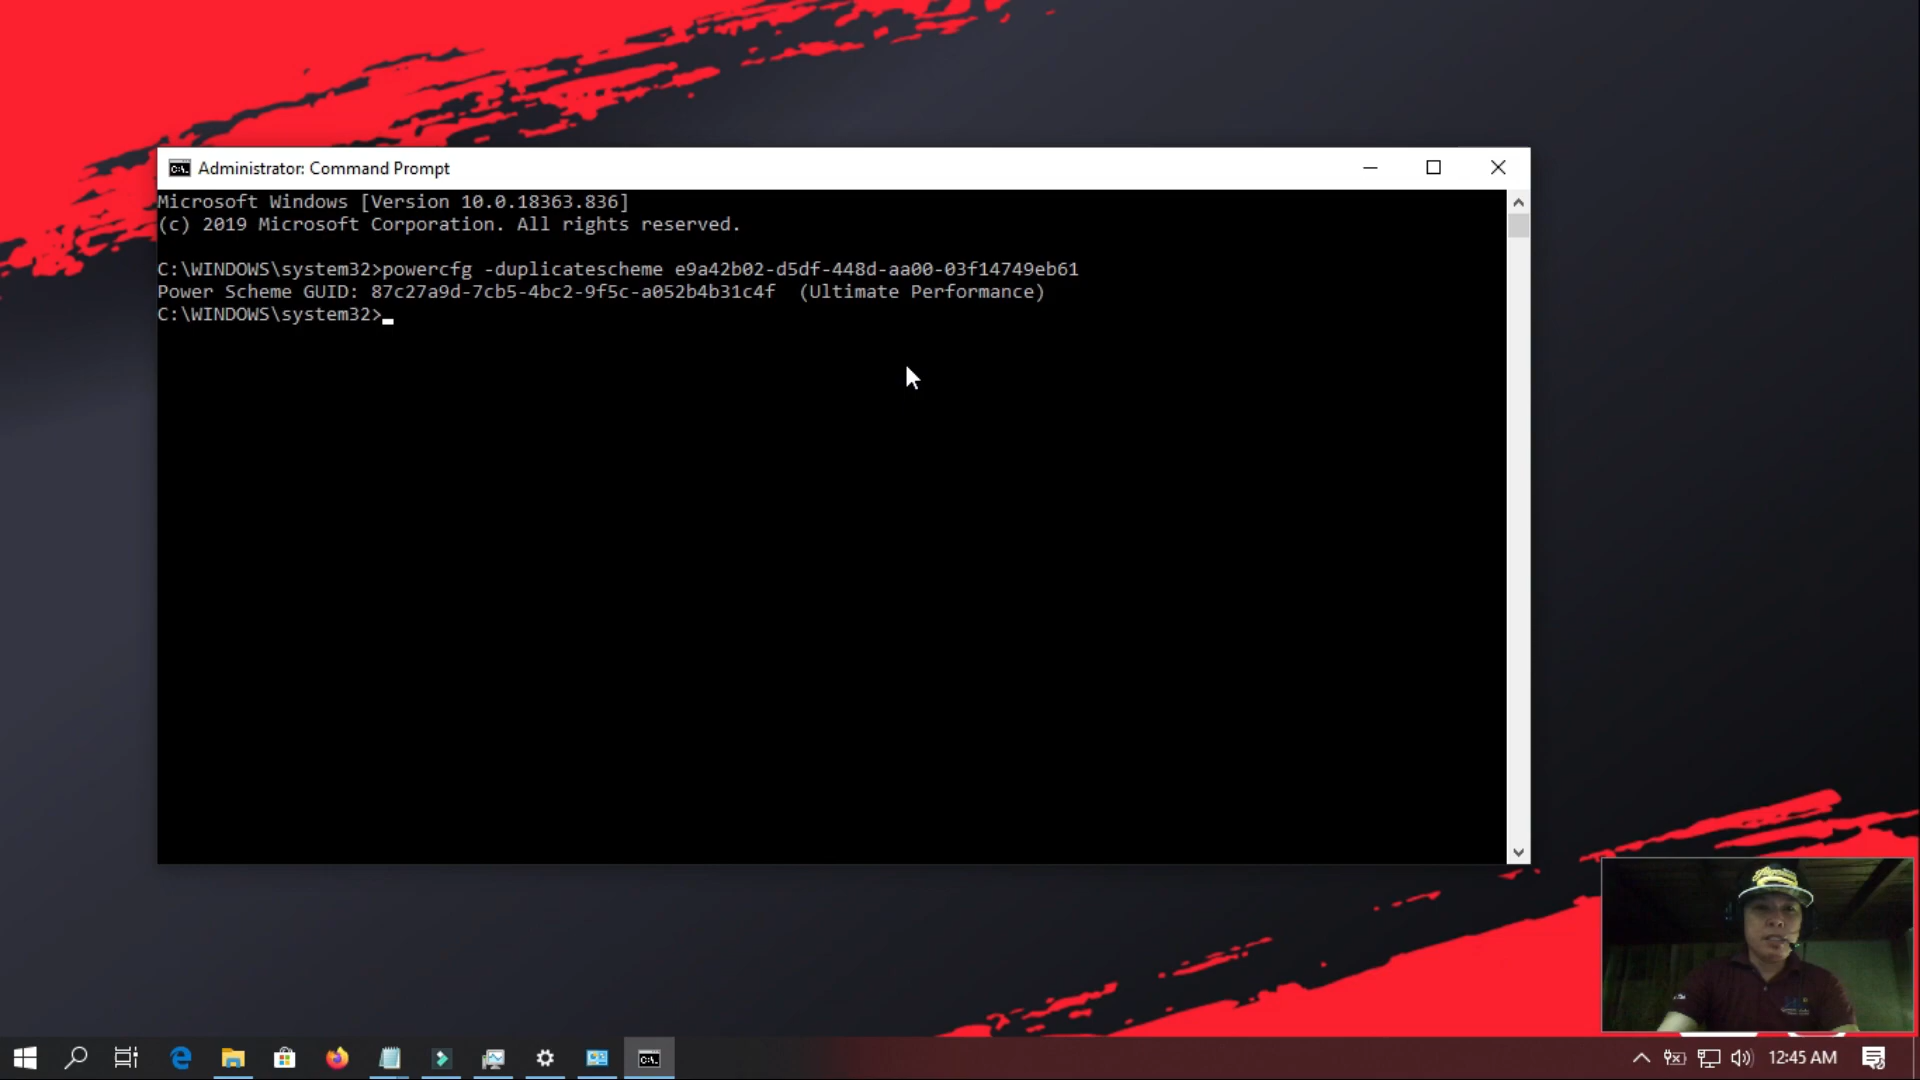 Administrator: Command Prompt
Microsoft Windows [Version 10.0.18363.836]
(c) 2019 Microsoft Corporation. All rights reserved.
C:\WINDOWS\system32>powercfg -duplicatescheme e9a42b02-d5df-448d-aa00-03f14749eb61
Power Scheme GUID: 87c27a9d-7cb5-4bc2-9f5c-a052b4b31c4f  (Ultimate Performance)
C:\WINDOWS\system32>
12:45 AM